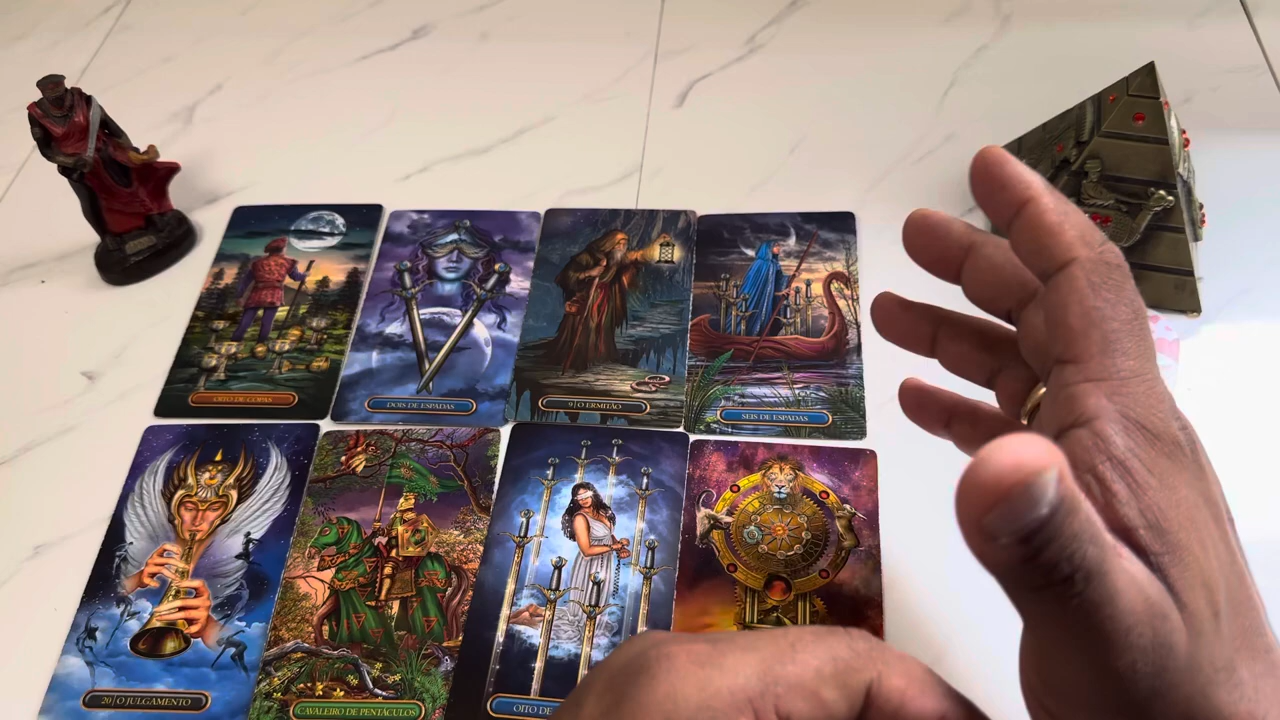 OITO DE COPAS
DOIS DE ESPADAS
9 | O ERMITÃO
SEIS DE ESPADAS
20 | O JULGAMENTO
CAVALEIRO DE PENTÁCULOS
OITO DE